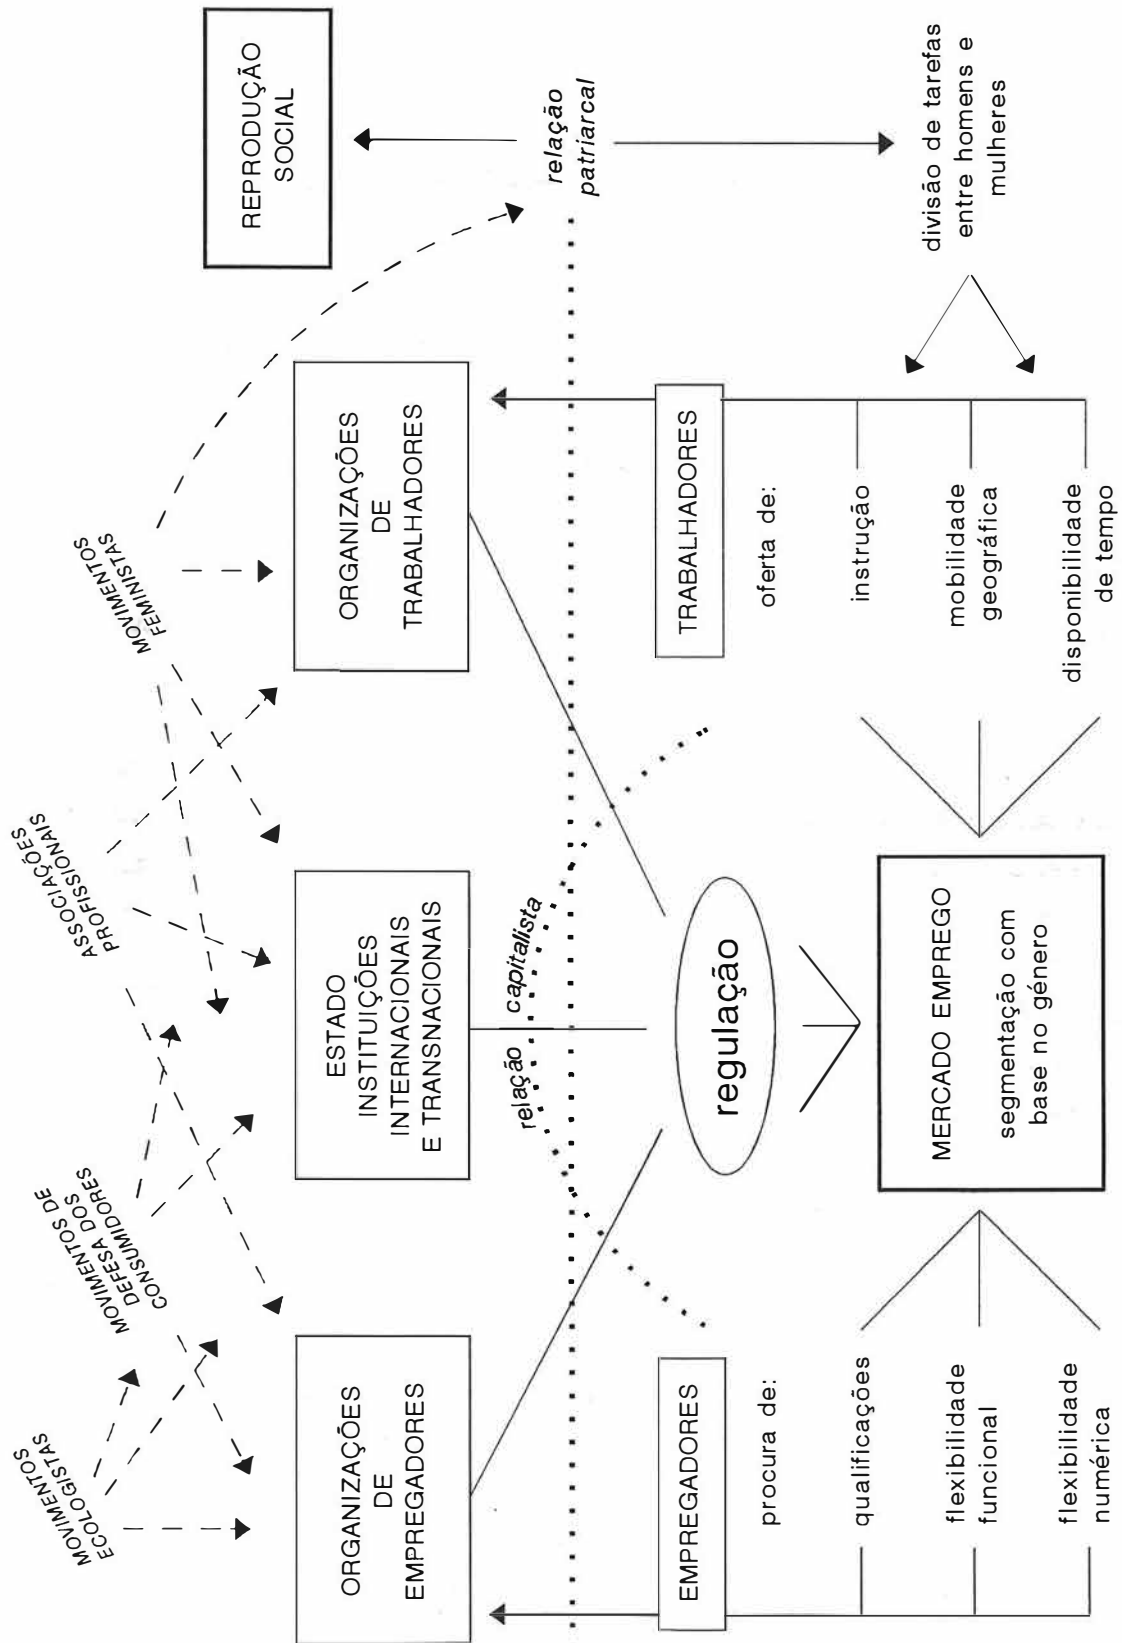 MOVIMENTOS
ECOLOGISTAS
MOVIMENTOS DE
DEFESA DOS
CONSUMIDORES
ASSOCIAÇÕES
PROFISSIONAIS
MOVIMENTOS
FEMINISTAS
ORGANIZAÇÕES
DE
EMPREGADORES
ESTADO
INSTITUIÇÕES
INTERNACIONAIS
E TRANSNACIONAIS
ORGANIZAÇÕES
DE
TRABALHADORES
REPRODUÇÃO
SOCIAL
relação capitalista
relação
patriarcal
EMPREGADORES
regulação
TRABALHADORES
procura de:
qualificações
flexibilidade
funcional
flexibilidade
numérica
MERCADO EMPREGO
segmentação com
base no género
oferta de:
instrução
mobilidade
geográfica
disponibilidade
de tempo
divisão de tarefas
entre homens e
mulheres